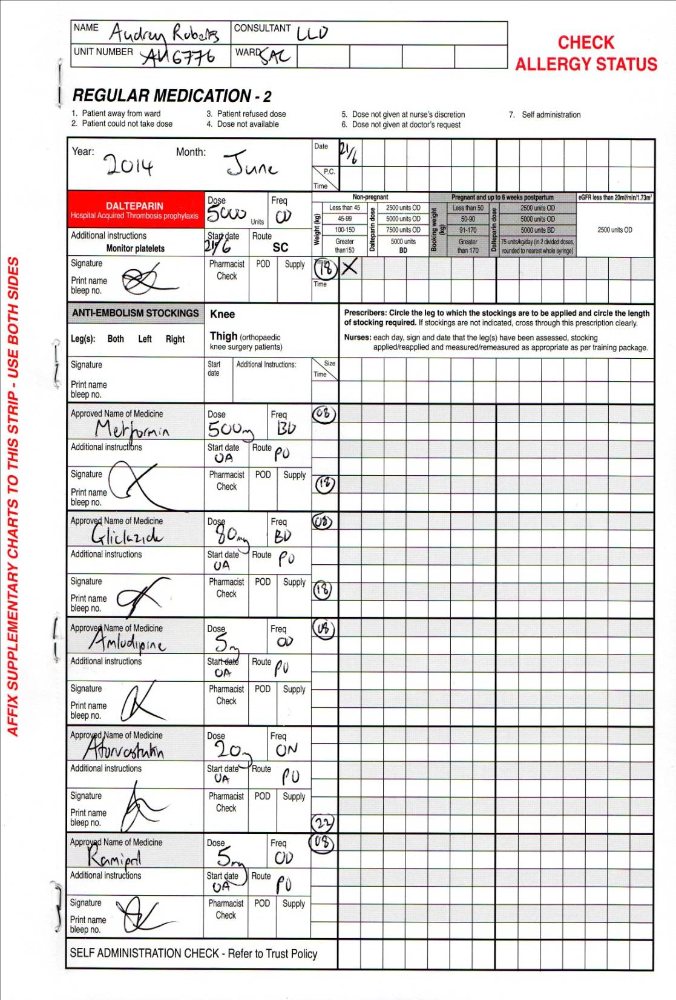 NAME Audrey Roberts CONSULTANT LLD
UNIT NUMBER AH6776 WARD SAC
CHECK
ALLERGY STATUS
REGULAR MEDICATION - 2
1. Patient away from ward 3. Patient refused dose 5. Dose not given at nurse's discretion 7. Self administration
2. Patient could not take dose 4. Dose not available 6. Dose not given at doctor's request
AFFIX SUPPLEMENTARY CHARTS TO THIS STRIP - USE BOTH SIDES
Year: 2014 Month: June Date 21/6
P.C.
Time
DALTEPARIN
Hospital Acquired Thrombosis prophylaxis
Dose 5000 Units Freq OD
Additional instructions
Monitor platelets
Start date 21/6 Route SC
Non-pregnant Pregnant and up to 6 weeks postpartum eGFR less than 20ml/min/1.73m²
Weight (kg) Dalteparin dose Booking weight (kg) Dalteparin dose
Less than 45 2500 units OD Less than 50 2500 units OD
45-99 5000 units OD 50-90 5000 units OD
100-150 7500 units OD 91-170 5000 units BD 2500 units OD
Greater than150 5000 units BD Greater than 170 75 units/kg/day (in 2 divided doses, rounded to nearest whole syringe)
Signature Pharmacist Check POD Supply Time 18 X
Print name
bleep no.
Time
ANTI-EMBOLISM STOCKINGS Knee
Leg(s): Both Left Right
Thigh (orthopaedic
knee surgery patients)
Prescribers: Circle the leg to which the stockings are to be applied and circle the length
of stocking required. If stockings are not indicated, cross through this prescription clearly.
Nurses: each day, sign and date that the leg(s) have been assessed, stocking
applied/reapplied and measured/remeasured as appropriate as per training package.
Signature Start date Additional Instructions: Size
Time
Print name
bleep no.
Approved Name of Medicine Dose Freq 08
Metformin 500mg BD
Additional instructions Start date OA Route PO
Signature Pharmacist Check POD Supply 18
Print name
bleep no.
Approved Name of Medicine Dose Freq 08
Gliclazide 80mg BD
Additional instructions Start date OA Route PO
Signature Pharmacist Check POD Supply 18
Print name
bleep no.
Approved Name of Medicine Dose Freq 08
Amlodipine 5mg OD
Additional instructions Start date OA Route PO
Signature Pharmacist Check POD Supply
Print name
bleep no.
Approved Name of Medicine Dose Freq
Atorvastatin 20mg ON
Additional instructions Start date OA Route PO
Signature Pharmacist Check POD Supply
Print name
bleep no. 22
Approved Name of Medicine Dose Freq 08
Ramipril 5mg OD
Additional instructions Start date OA Route PO
Signature Pharmacist Check POD Supply
Print name
bleep no.
SELF ADMINISTRATION CHECK - Refer to Trust Policy